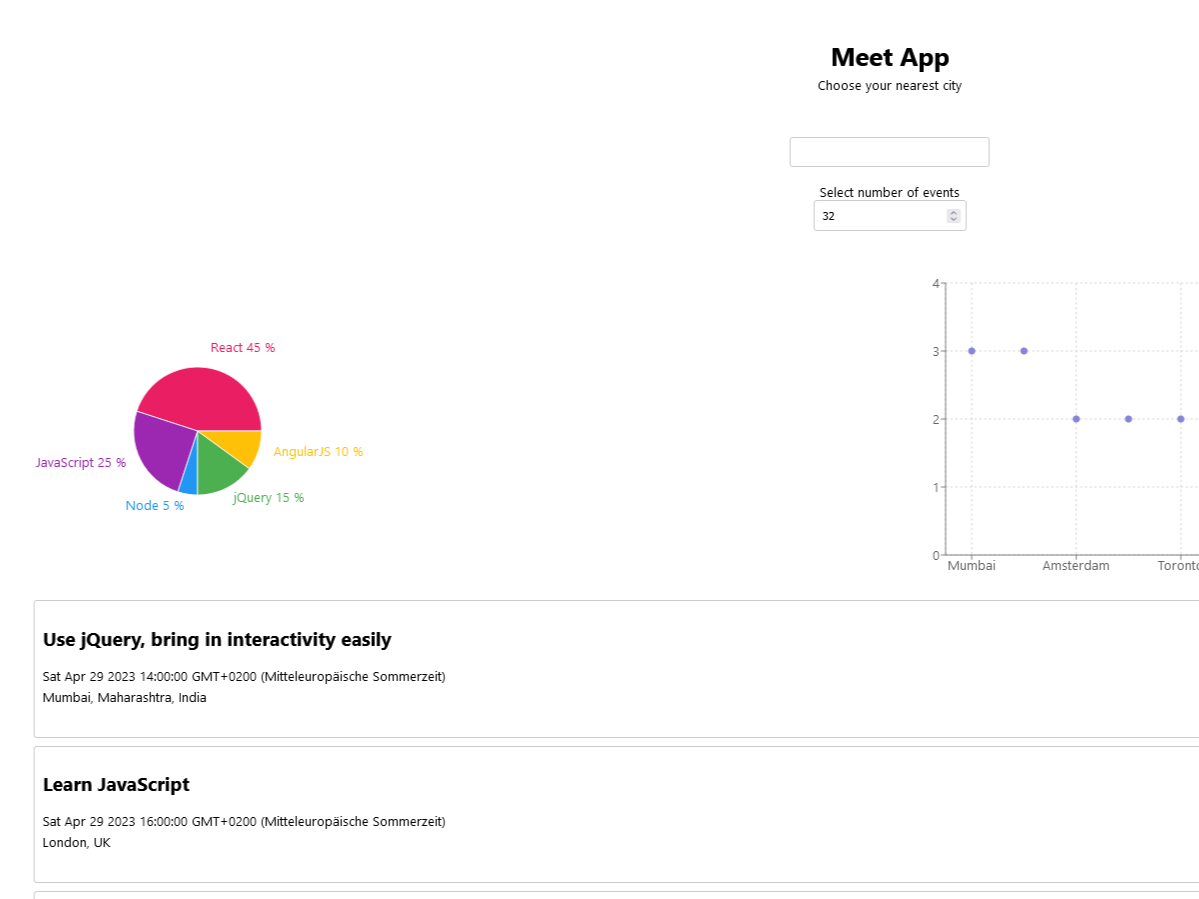 Meet App
Choose your nearest city
Select number of events
32
React 45 %
JavaScript 25 %
AngularJS 10 %
jQuery 15 %
Node 5 %
4
3
2
1
0
Mumbai Amsterdam
Use jQuery, bring in interactivity easily
Sat Apr 29 2023 14:00:00 GMT+0200 (Mitteleuropäische Sommerzeit)
Mumbai, Maharashtra, India
Learn JavaScript
Sat Apr 29 2023 16:00:00 GMT+0200 (Mitteleuropäische Sommerzeit)
London, UK